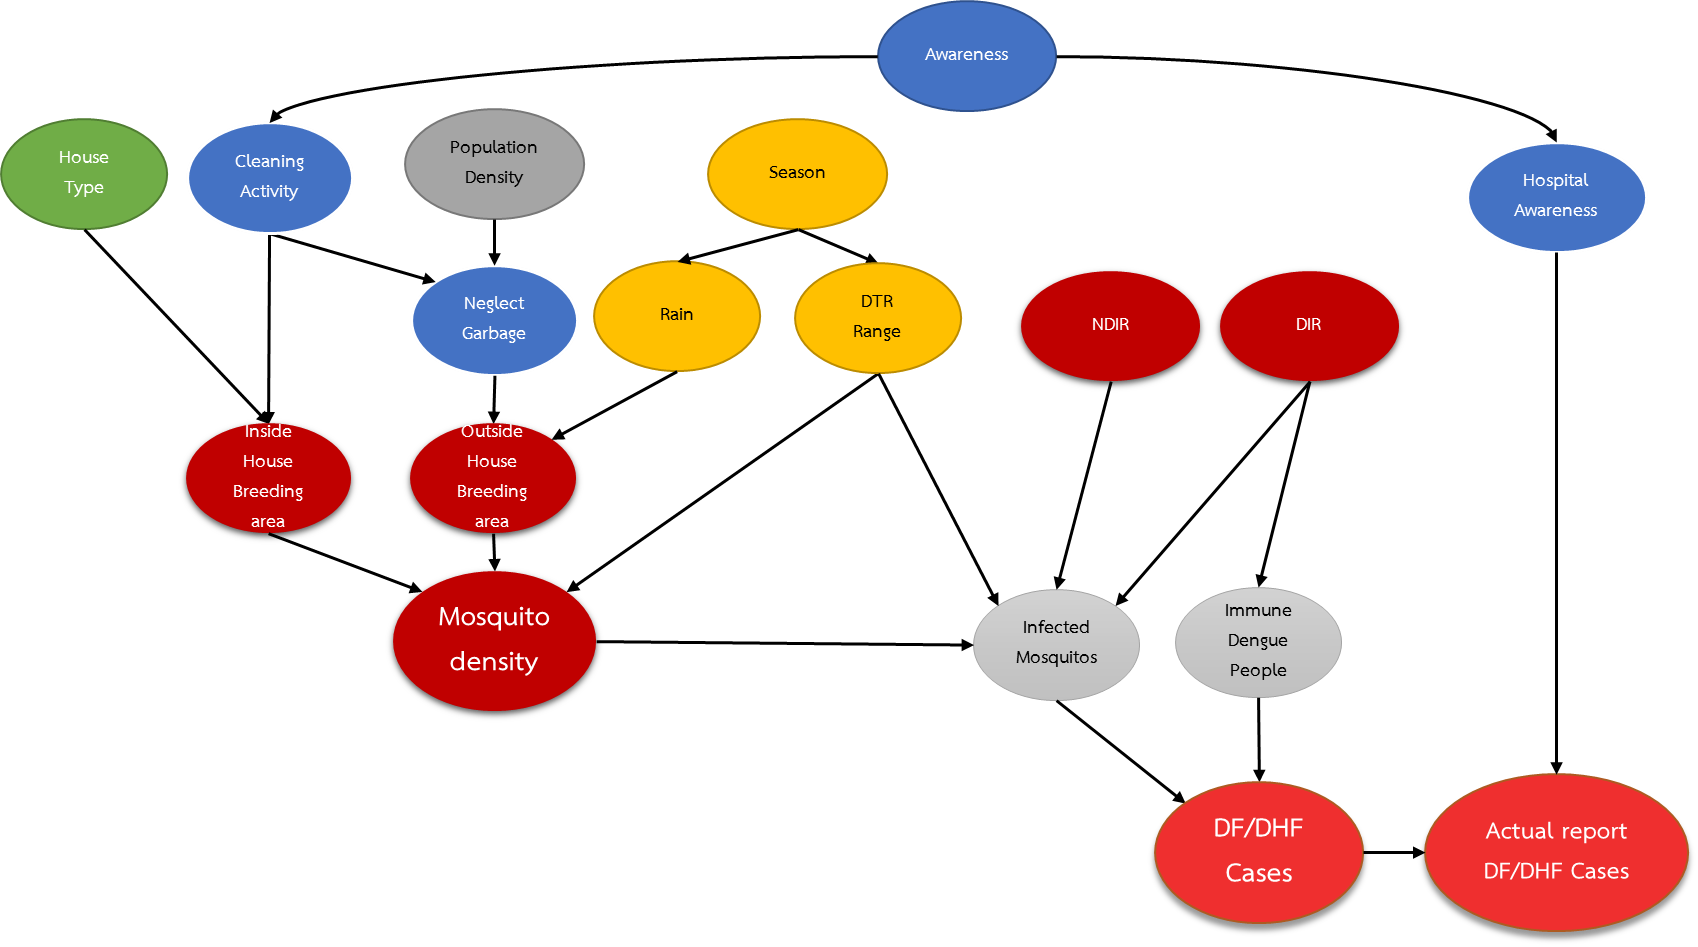 Awareness
House
Type
Cleaning
Activity
Population
Density
Season
Hospital
Awareness
Neglect
Garbage
Rain
DTR
Range
NDIR
DIR
Inside
House
Breeding
area
Outside
House
Breeding
area
Mosquito
density
Infected
Mosquitos
Immune
Dengue
People
DF/DHF
Cases
Actual report
DF/DHF Cases